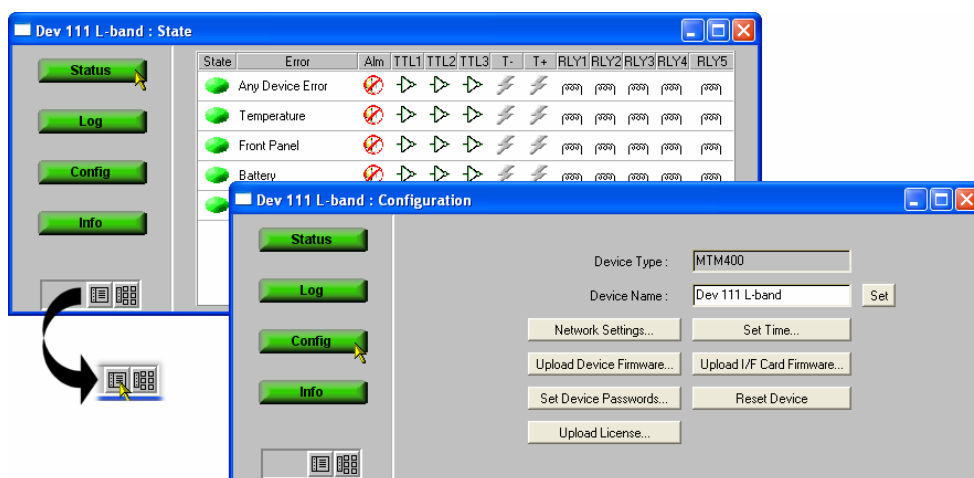 Dev 111 L-band : State
Status
Log
Config
Info
State Error Alm TTL1 TTL2 TTL3 T- T+ RLY1 RLY2 RLY3 RLY4 RLY5
Any Device Error
Temperature
Front Panel
Battery
Dev 111 L-band : Configuration
Status
Log
Config
Info
Device Type : MTM400
Device Name : Dev 111 L-band Set
Network Settings... Set Time...
Upload Device Firmware... Upload I/F Card Firmware...
Set Device Passwords... Reset Device
Upload License...